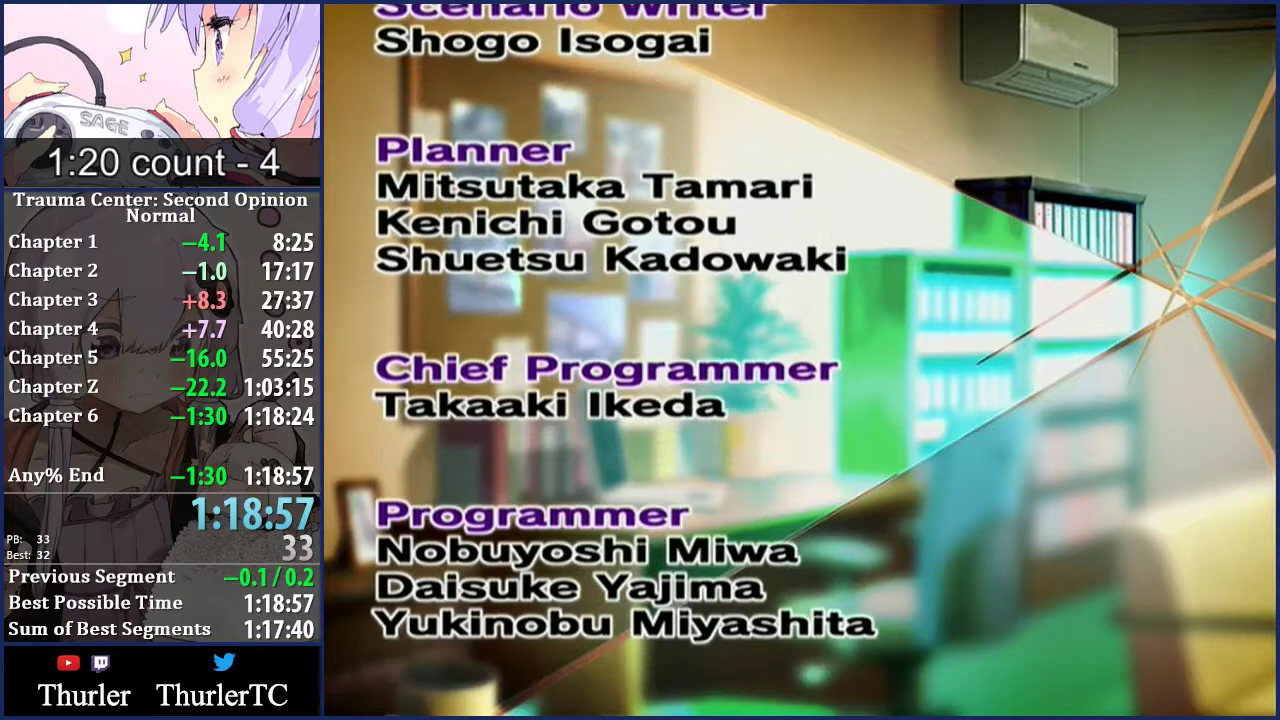 SAGE
1:20 count - 4
Trauma Center: Second Opinion
Normal
Chapter 1 −4.1 8:25
Chapter 2 −1.0 17:17
Chapter 3 +8.3 27:37
Chapter 4 +7.7 40:28
Chapter 5 −16.0 55:25
Chapter Z −22.2 1:03:15
Chapter 6 −1:30 1:18:24
Any% End −1:30 1:18:57
1:18:57
PB: 33
Best: 32
33
Previous Segment −0.1 / 0.2
Best Possible Time 1:18:57
Sum of Best Segments 1:17:40
Thurler ThurlerTC
Scenario Writer
Shogo Isogai
Planner
Mitsutaka Tamari
Kenichi Gotou
Shuetsu Kadowaki
Chief Programmer
Takaaki Ikeda
Programmer
Nobuyoshi Miwa
Daisuke Yajima
Yukinobu Miyashita